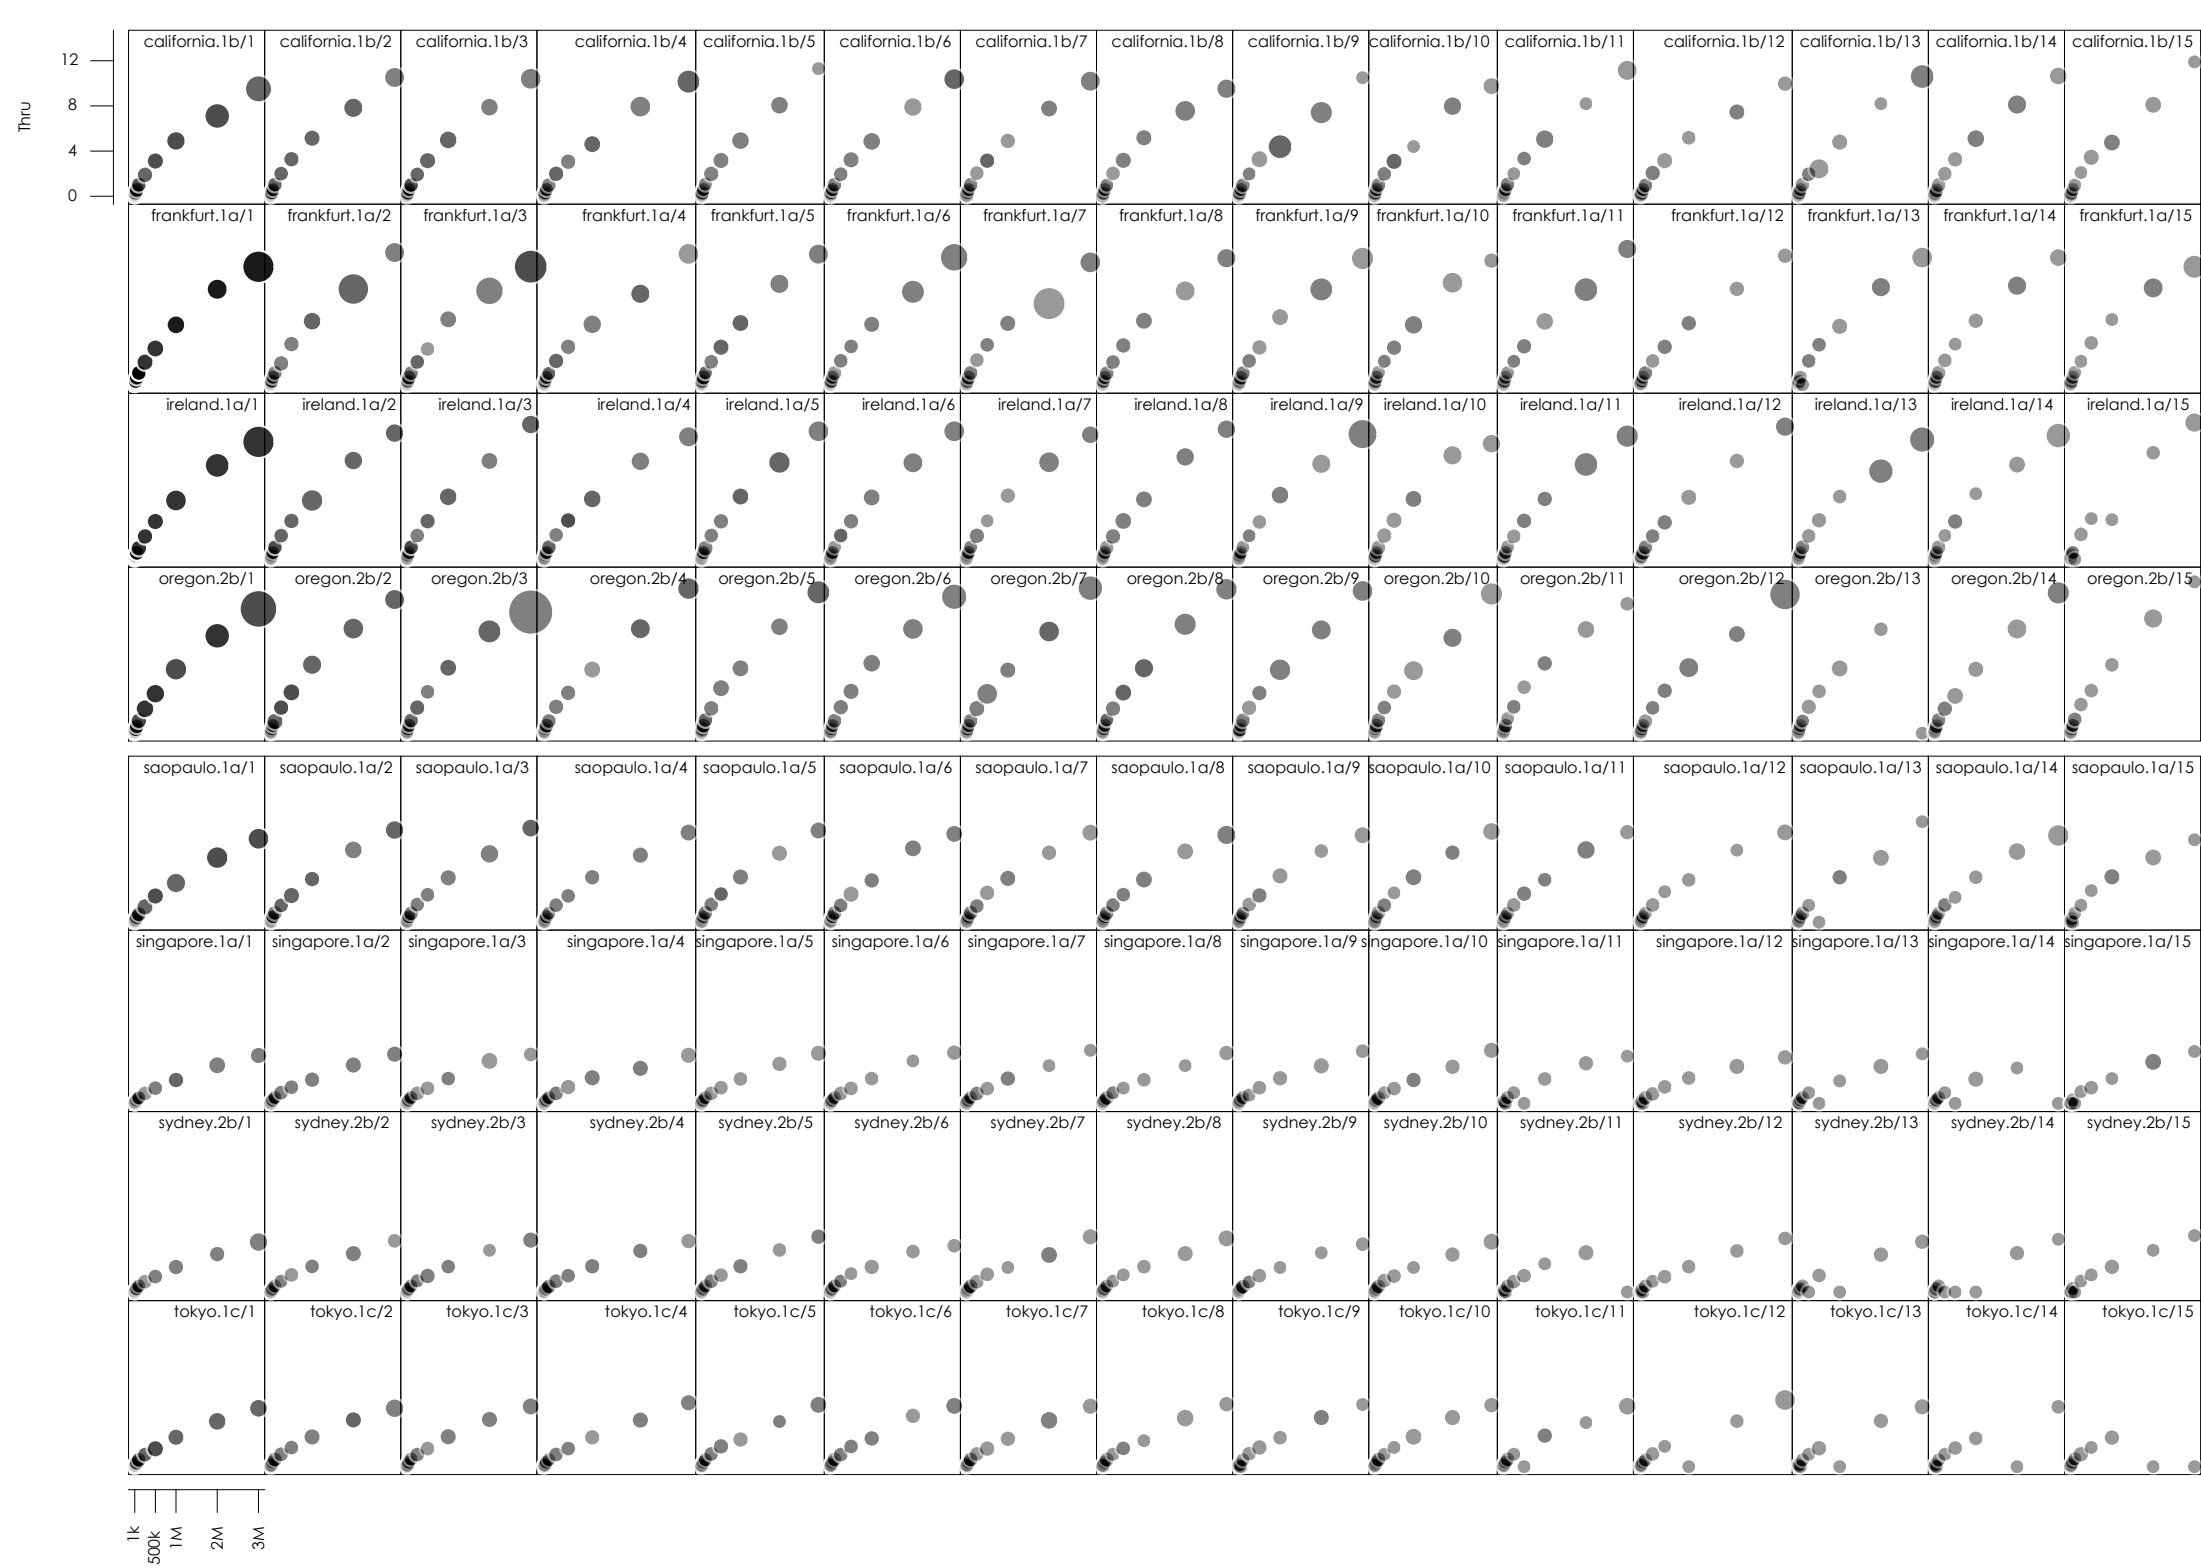 california.1b/1 california.1b/2 california.1b/3 california.1b/4 california.1b/5 california.1b/6 california.1b/7 california.1b/8 california.1b/9 california.1b/10 california.1b/11 california.1b/12 california.1b/13 california.1b/14 california.1b/15
12
8
4
0
Thru
frankfurt.1a/1 frankfurt.1a/2 frankfurt.1a/3 frankfurt.1a/4 frankfurt.1a/5 frankfurt.1a/6 frankfurt.1a/7 frankfurt.1a/8 frankfurt.1a/9 frankfurt.1a/10 frankfurt.1a/11 frankfurt.1a/12 frankfurt.1a/13 frankfurt.1a/14 frankfurt.1a/15
ireland.1a/1 ireland.1a/2 ireland.1a/3 ireland.1a/4 ireland.1a/5 ireland.1a/6 ireland.1a/7 ireland.1a/8 ireland.1a/9 ireland.1a/10 ireland.1a/11 ireland.1a/12 ireland.1a/13 ireland.1a/14 ireland.1a/15
oregon.2b/1 oregon.2b/2 oregon.2b/3 oregon.2b/4 oregon.2b/5 oregon.2b/6 oregon.2b/7 oregon.2b/8 oregon.2b/9 oregon.2b/10 oregon.2b/11 oregon.2b/12 oregon.2b/13 oregon.2b/14 oregon.2b/15
saopaulo.1a/1 saopaulo.1a/2 saopaulo.1a/3 saopaulo.1a/4 saopaulo.1a/5 saopaulo.1a/6 saopaulo.1a/7 saopaulo.1a/8 saopaulo.1a/9 saopaulo.1a/10 saopaulo.1a/11 saopaulo.1a/12 saopaulo.1a/13 saopaulo.1a/14 saopaulo.1a/15
singapore.1a/1 singapore.1a/2 singapore.1a/3 singapore.1a/4 singapore.1a/5 singapore.1a/6 singapore.1a/7 singapore.1a/8 singapore.1a/9 singapore.1a/10 singapore.1a/11 singapore.1a/12 singapore.1a/13 singapore.1a/14 singapore.1a/15
sydney.2b/1 sydney.2b/2 sydney.2b/3 sydney.2b/4 sydney.2b/5 sydney.2b/6 sydney.2b/7 sydney.2b/8 sydney.2b/9 sydney.2b/10 sydney.2b/11 sydney.2b/12 sydney.2b/13 sydney.2b/14 sydney.2b/15
tokyo.1c/1 tokyo.1c/2 tokyo.1c/3 tokyo.1c/4 tokyo.1c/5 tokyo.1c/6 tokyo.1c/7 tokyo.1c/8 tokyo.1c/9 tokyo.1c/10 tokyo.1c/11 tokyo.1c/12 tokyo.1c/13 tokyo.1c/14 tokyo.1c/15
1k
500k
1M
2M
3M